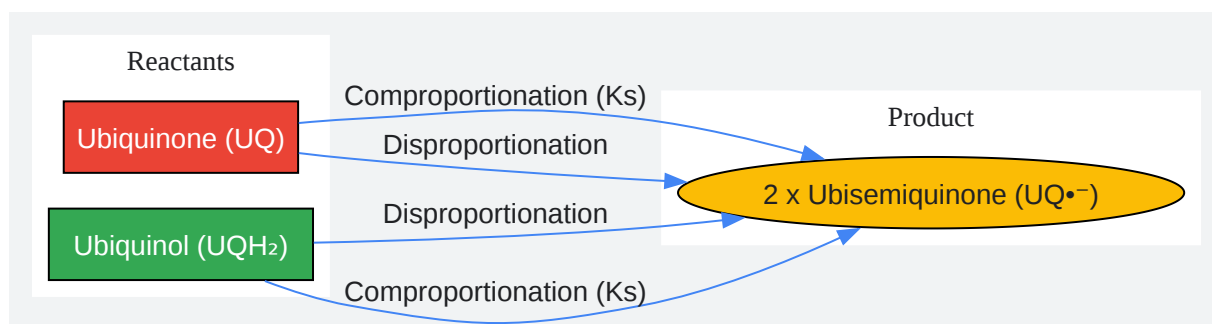 Reactants
Ubiquinone (UQ)
Ubiquinol (UQH₂)
Comproportionation (Ks)
Disproportionation
Disproportionation
Comproportionation (Ks)
Product
2 x Ubisemiquinone (UQ•⁻)